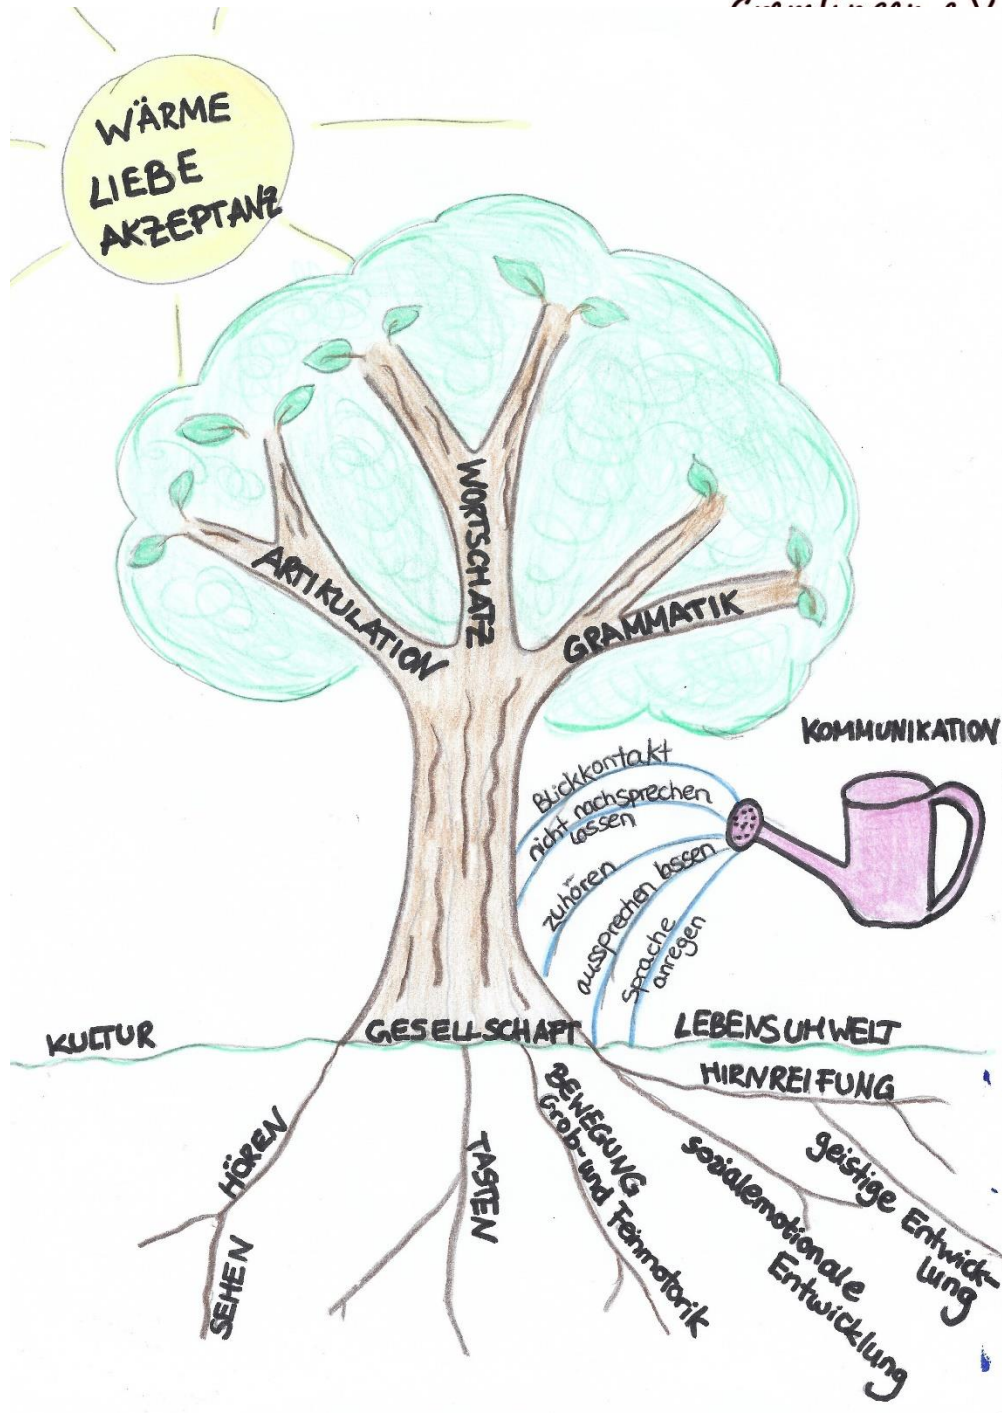 WÄRME
LIEBE
AKZEPTANZ
ARTIKULATION
WORTSCHATZ
GRAMMATIK
KOMMUNIKATION
Blickkontakt
nicht nachsprechen
lassen
zuhören
aussprechen lassen
Sprache
anregen
KULTUR
GESELLSCHAFT
LEBENSUMWELT
HIRNREIFUNG
HÖREN
SEHEN
TASTEN
BEWEGUNG
Grob- und Feinmotorik
sozialemotionale
Entwicklung
geistige Entwick-
lung